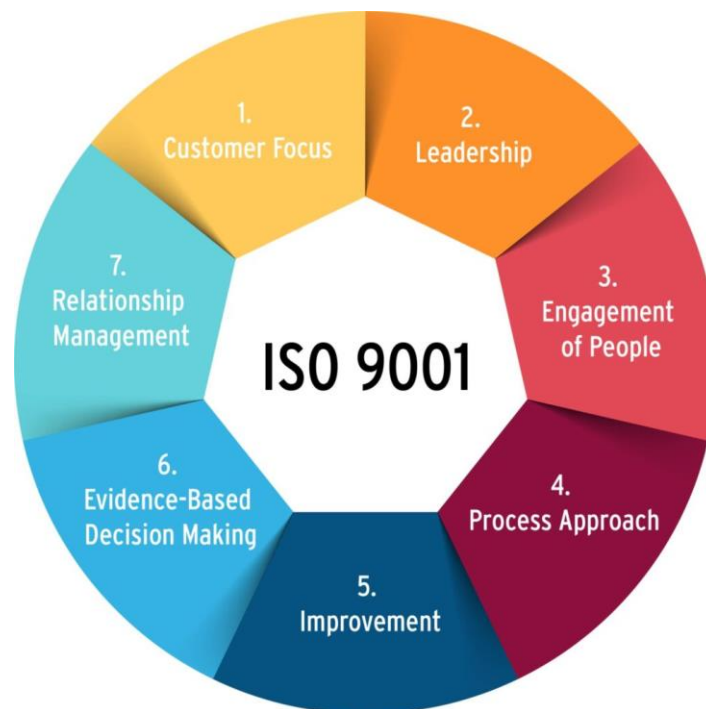 1.
Customer Focus
2.
Leadership
3.
Engagement
of People
4.
Process Approach
5.
Improvement
6.
Evidence-Based
Decision Making
7.
Relationship
Management
ISO 9001